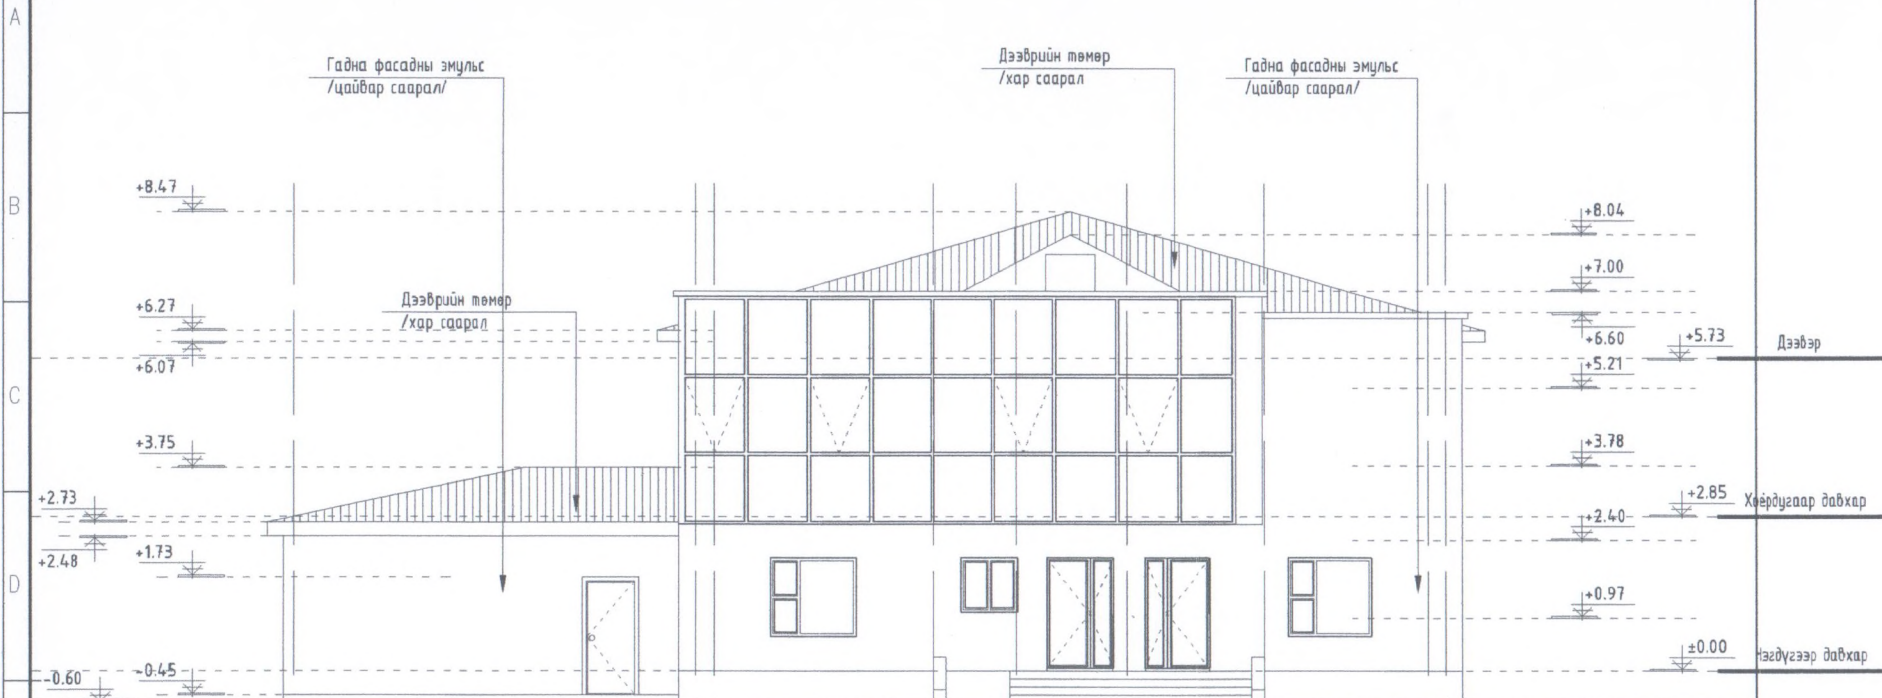 A
Гадна фасадны эмульс
/цайвар саарал/
Дээврийн төмөр
/хар саарал
Гадна фасадны эмульс
/цайвар саарал/
+8.47
B
+8.04
+7.00
Дээврийн төмөр
/хар саарал
+6.27
+6.07
+6.60
+5.73
Дээвэр
+5.21
C
+3.75
+3.78
+2.73
+2.85
Хоёрдугаар давхар
+2.40
+2.48
+1.73
D
+0.97
±0.00
Нэгдүгээр давхар
-0.45
-0.60